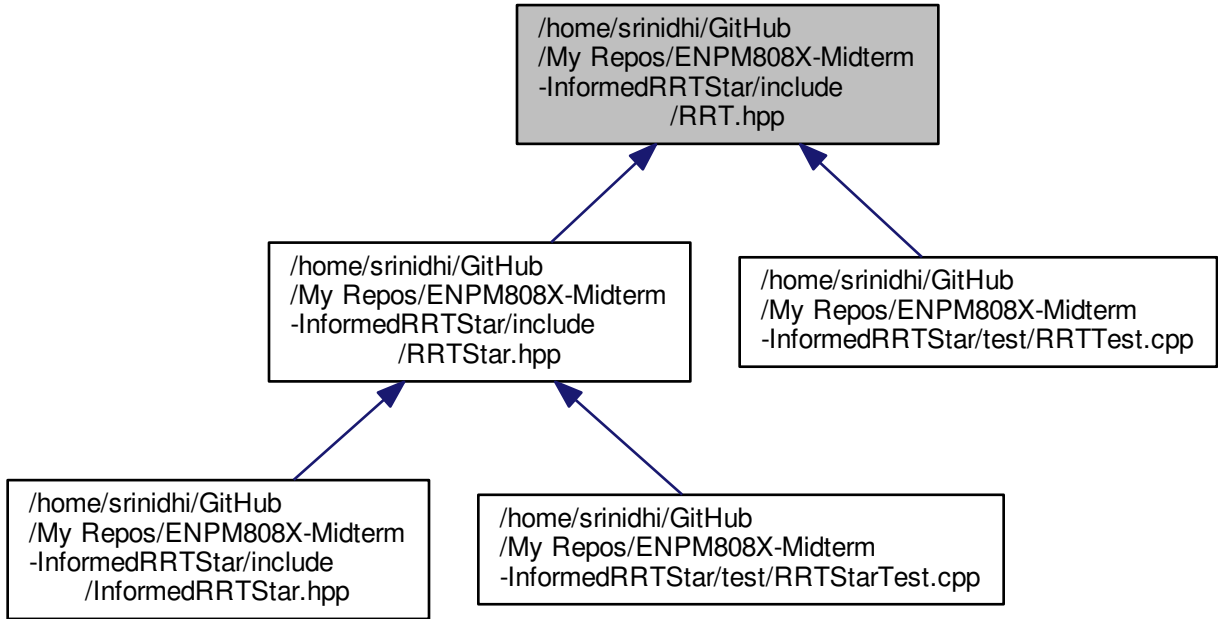 /home/srinidhi/GitHub
/My Repos/ENPM808X-Midterm
-InformedRRTStar/include
/RRT.hpp
/home/srinidhi/GitHub
/My Repos/ENPM808X-Midterm
-InformedRRTStar/include
/RRTStar.hpp
/home/srinidhi/GitHub
/My Repos/ENPM808X-Midterm
-InformedRRTStar/test/RRTTest.cpp
/home/srinidhi/GitHub
/My Repos/ENPM808X-Midterm
-InformedRRTStar/include
/InformedRRTStar.hpp
/home/srinidhi/GitHub
/My Repos/ENPM808X-Midterm
-InformedRRTStar/test/RRTStarTest.cpp